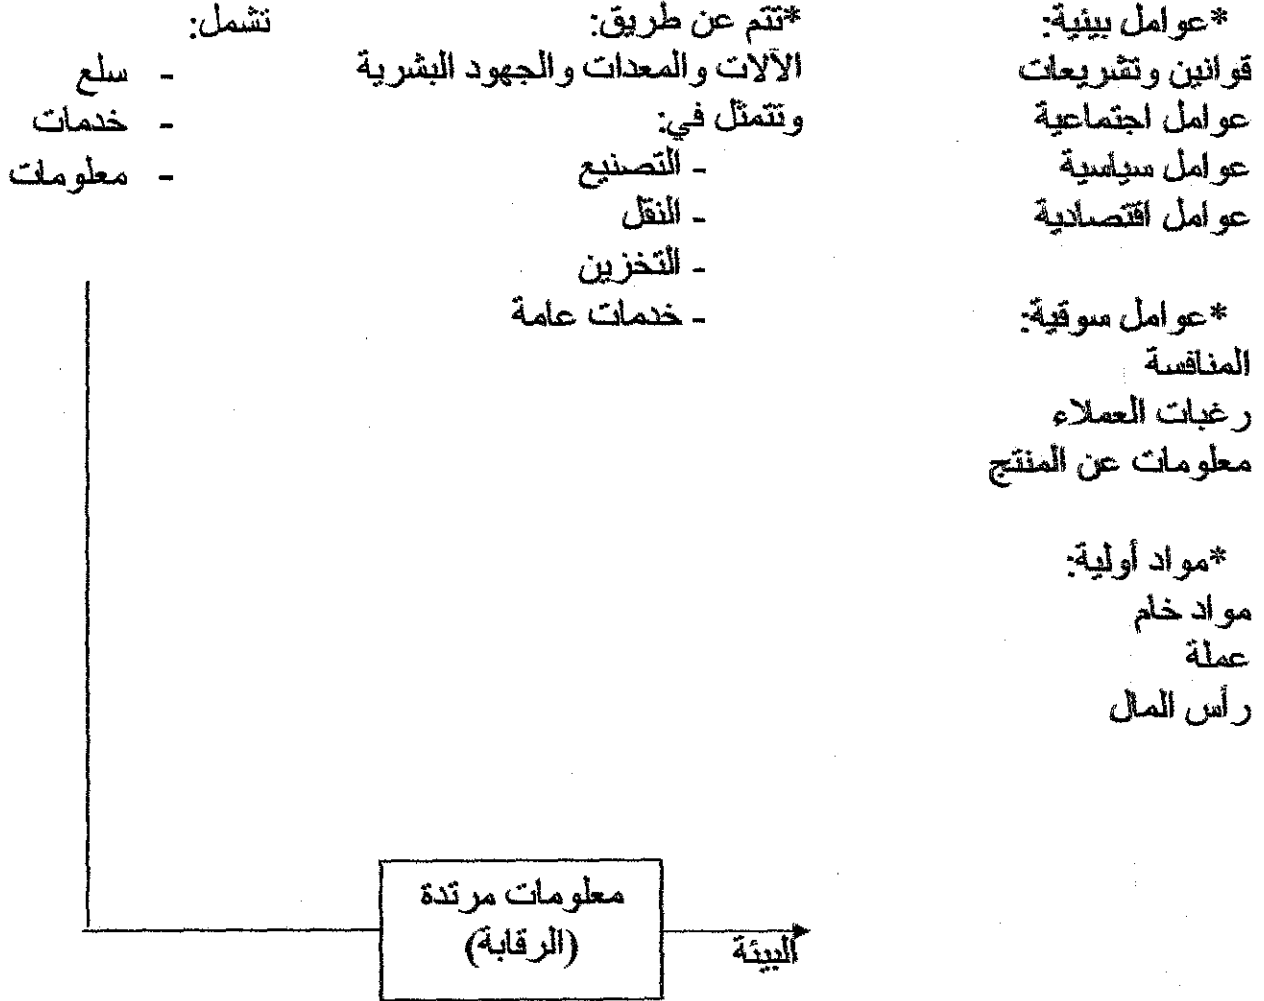 *عوامل بيئية:
قوانين وتشريعات
عوامل اجتماعية
عوامل سياسية
عوامل اقتصادية
*عوامل سوقية:
المنافسة
رغبات العملاء
معلومات عن المنتج
*مواد أولية:
مواد خام
عملة
رأس المال
*تتم عن طريق:
الآلات والمعدات والجهود البشرية
وتتمثل في:
- التصنيع
- النقل
- التخزين
- خدمات عامة
تشمل:
- سلع
- خدمات
- معلومات
معلومات مرتدة
(الرقابة)
البيئة